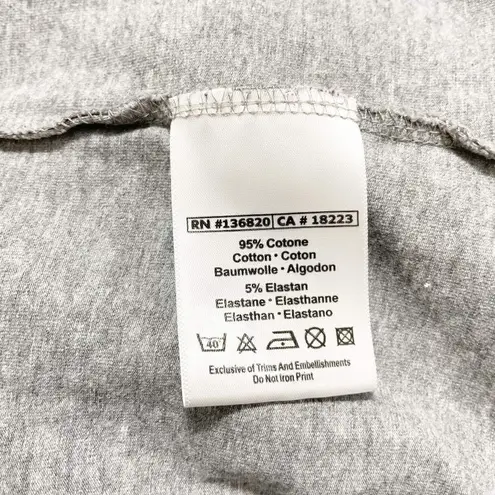 RN #136820 CA # 18223
95% Cotone
Cotton • Coton
Baumwolle • Algodon
5% Elastan
Elastane • Elasthanne
Elasthan • Elastano
40°
Exclusive of Trims And Embellishments
Do Not Iron Print